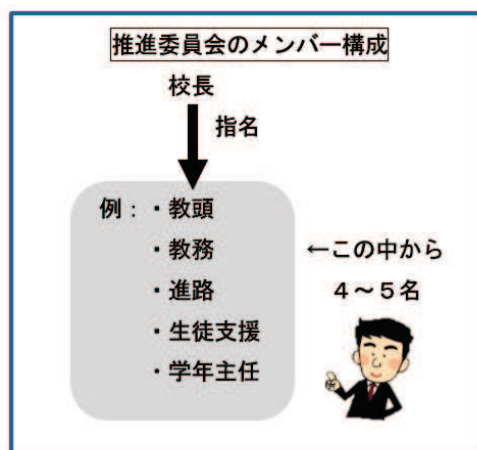 推進委員会のメンバー構成
校長
指名
例：・教頭
・教務
・進路
・生徒支援
・学年主任
←この中から
４～５名